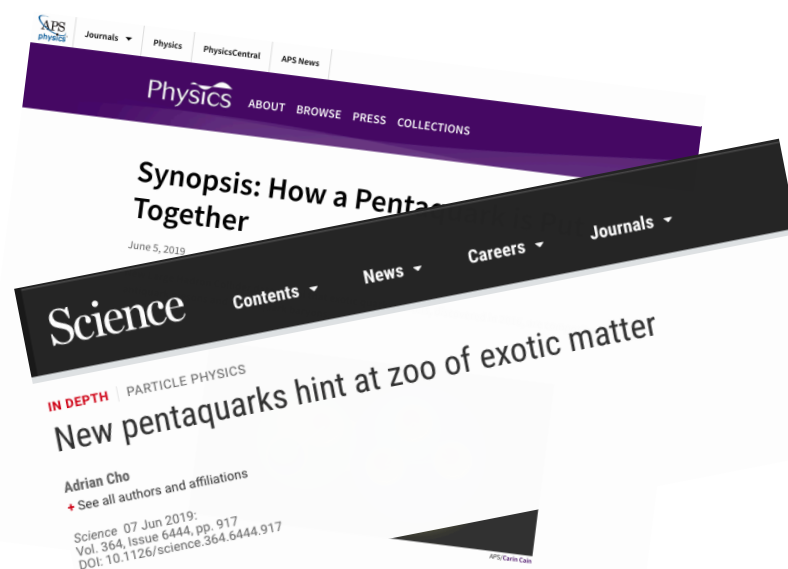 APS
physics
Journals
Physics
PhysicsCentral
APS News
Physics
ABOUT BROWSE PRESS COLLECTIONS
Synopsis: How a Pentaquark Is Put
Together
June 5, 2019
Science
Contents
News
Careers
Journals
IN DEPTH PARTICLE PHYSICS
New pentaquarks hint at zoo of exotic matter
Adrian Cho
+ See all authors and affiliations
Science 07 Jun 2019:
Vol. 364, Issue 6444, pp. 917
DOI: 10.1126/science.364.6444.917
APS/Carin Cain